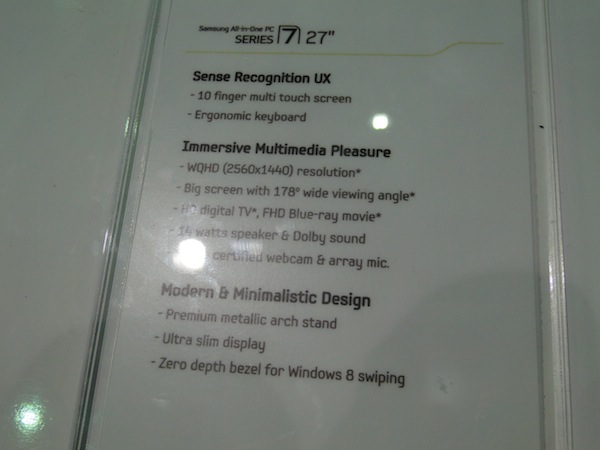 Samsung All-in-One PC
SERIES 7 27"
Sense Recognition UX
- 10 finger multi touch screen
- Ergonomic keyboard
Immersive Multimedia Pleasure
- WQHD (2560x1440) resolution*
- Big screen with 178° wide viewing angle*
- HD digital TV*, FHD Blue-ray movie*
- 14 watts speaker & Dolby sound
certified webcam & array mic.
Modern & Minimalistic Design
- Premium metallic arch stand
- Ultra slim display
- Zero depth bezel for Windows 8 swiping